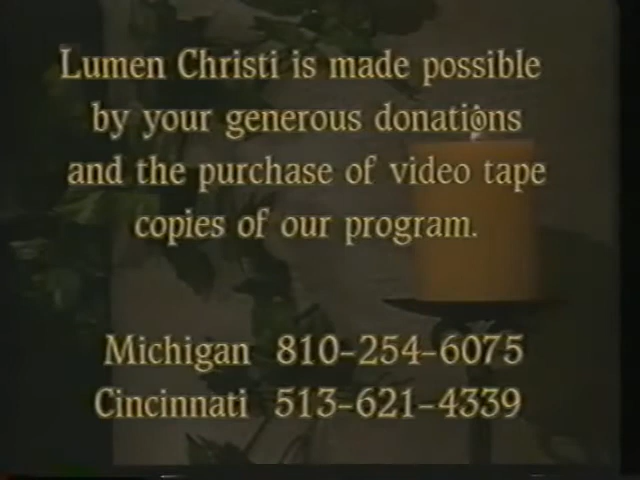 Lumen Christi is made possible
by your generous donations
and the purchase of video tape
copies of our program.
Michigan 810-254-6075
Cincinnati 513-621-4339